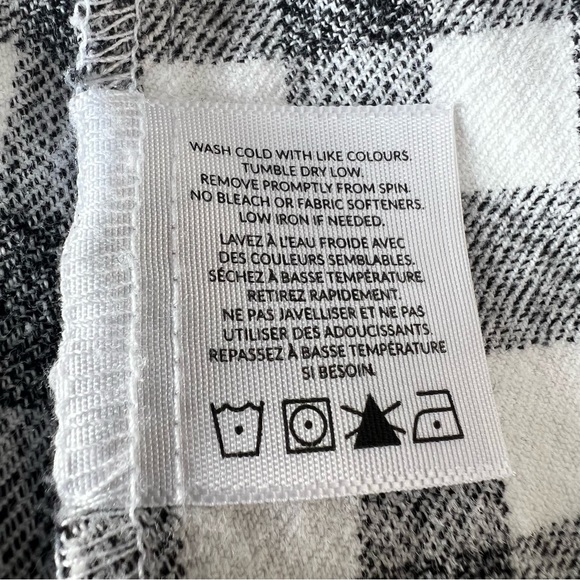 WASH COLD WITH LIKE COLOURS.
TUMBLE DRY LOW.
REMOVE PROMPTLY FROM SPIN.
NO BLEACH OR FABRIC SOFTENERS.
LOW IRON IF NEEDED.
LAVEZ À L'EAU FROIDE AVEC
DES COULEURS SEMBLABLES.
SÉCHEZ À BASSE TEMPÉRATURE.
RETIREZ RAPIDEMENT.
NE PAS JAVELLISER ET NE PAS
UTILISER DES ADOUCISSANTS.
REPASSEZ À BASSE TEMPÉRATURE
SI BESOIN.